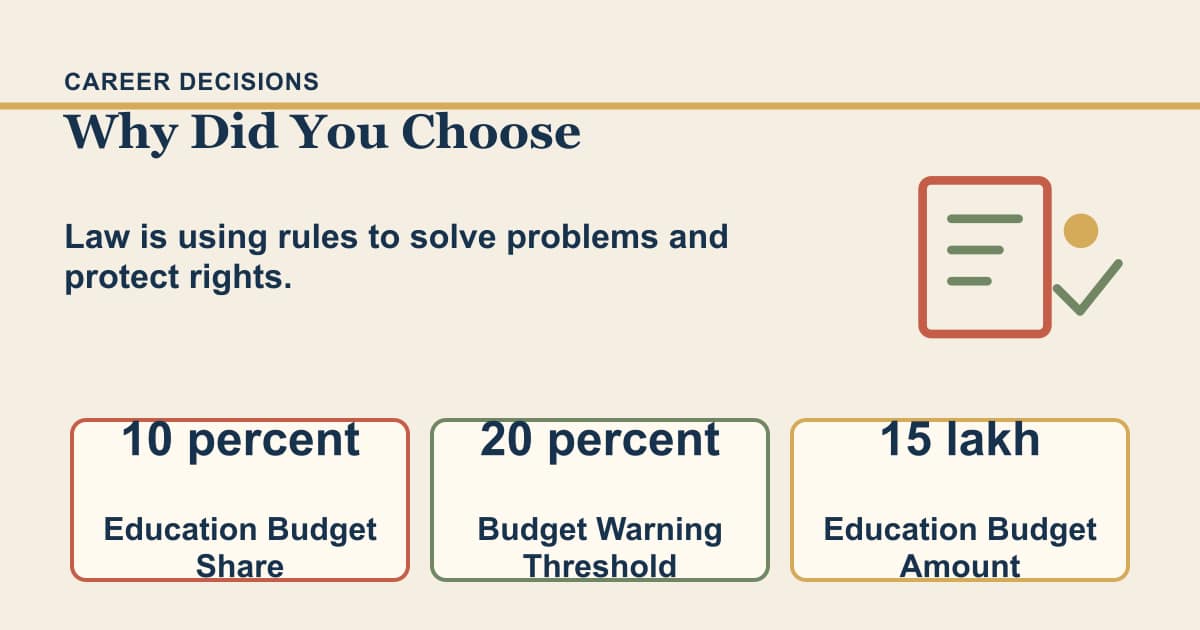 CAREER DECISIONS
Why Did You Choose
Law is using rules to solve problems and
protect rights.
10 percent
Education Budget
Share
20 percent
Budget Warning
Threshold
15 lakh
Education Budget
Amount